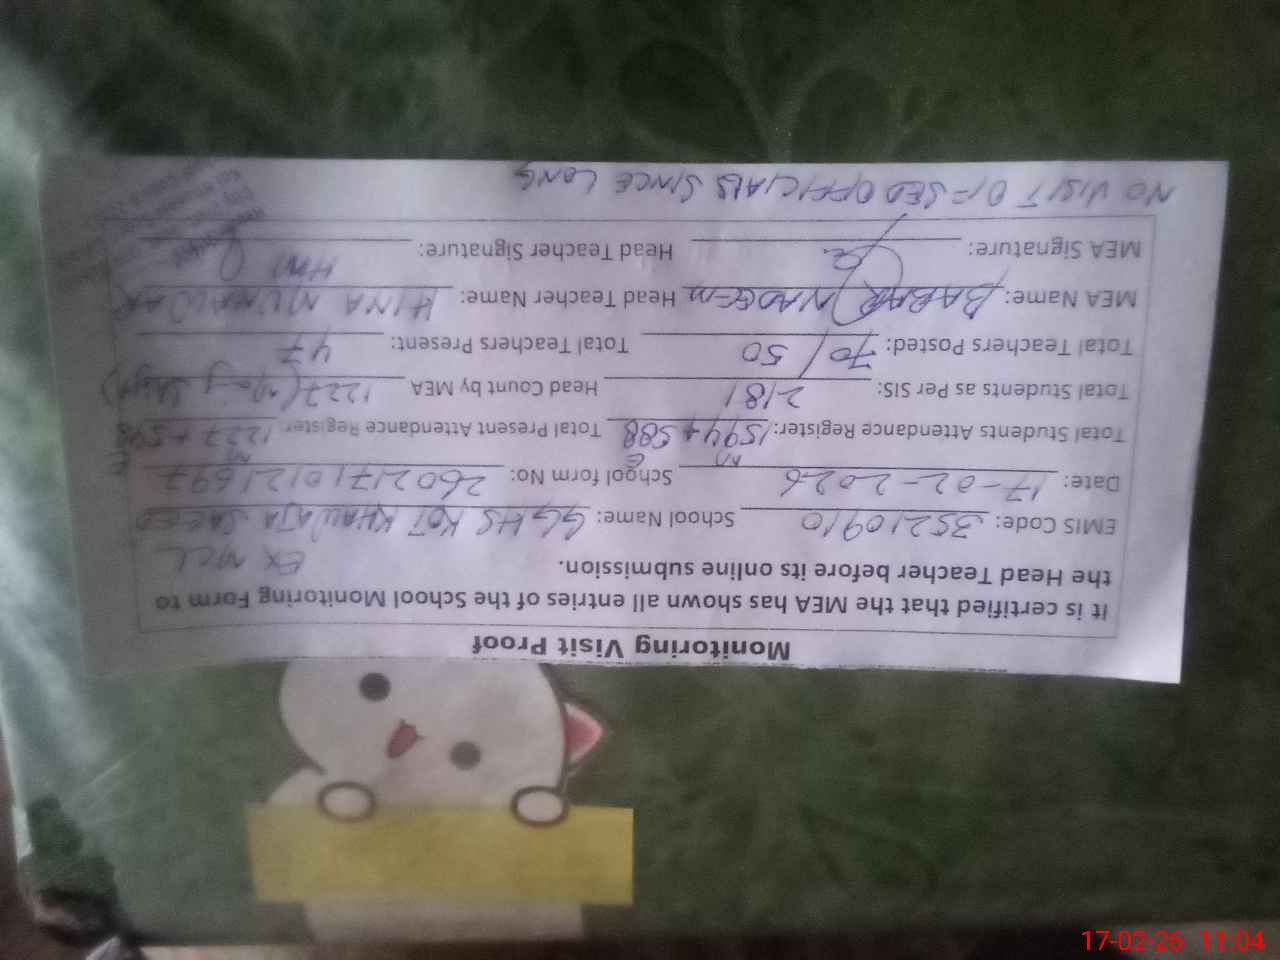 Monitoring Visit Proof
It is certified that the MEA has shown all entries of the School Monitoring Form to
the Head Teacher before its online submission. EX MCL
EMIS Code: 35210910 School Name: GGHS KOT KHAWAJA SAEED
Date: 17-02-2026 School form No: 260217101121697
Total Students Attendance Register: M 1594 + E 588 Total Present Attendant Register M 1227 + E
Total Students as Per SIS: 2181 Head Count by MEA 1227 (
Total Teachers Posted: 70 / 50 Total Teachers Present: 47
MEA Name: BABAR NADEEM Head Teacher Name: HINA MUNAWAR
MEA Signature: Head Teacher Signature: HM
NO VISIT OF SED OFFICIALS SINCE LONG
17-02-26 11:04